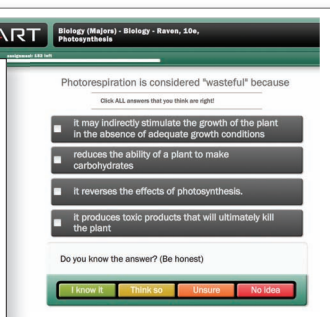 ART
Biology (Majors) - Biology - Raven, 10e,
Photosynthesis
assignment: 682 left
Photorespiration is considered "wasteful" because
Click ALL answers that you think are right!
it may indirectly stimulate the growth of the plant
in the absence of adequate growth conditions
reduces the ability of a plant to make
carbohydrates
it reverses the effects of photosynthesis.
it produces toxic products that will ultimately kill
the plant
Do you know the answer? (Be honest)
I know it Think so Unsure No idea